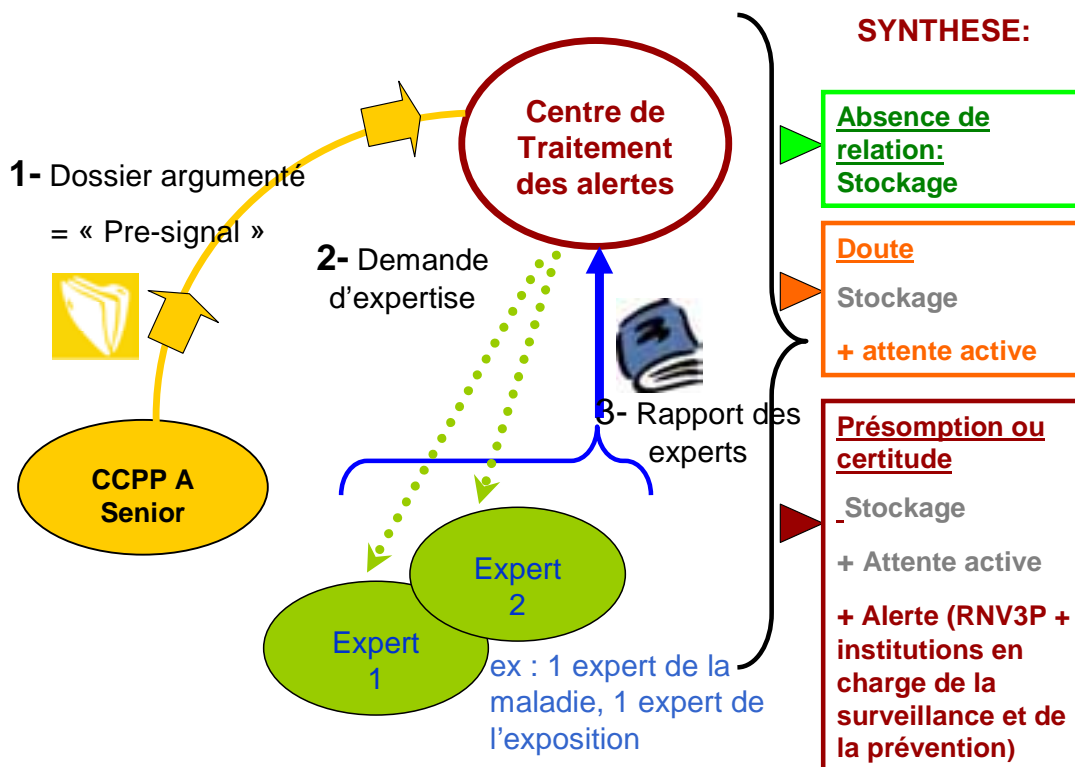 SYNTHESE:
Centre de
Traitement
des alertes
1- Dossier argumenté
= « Pre-signal »
2- Demande
d’expertise
3- Rapport des
experts
CCPP A
Senior
Expert
1
Expert
2
ex : 1 expert de la
maladie, 1 expert de
l’exposition
Absence de
relation:
Stockage
Doute
Stockage
+ attente active
Présomption ou
certitude
Stockage
+ Attente active
+ Alerte (RNV3P +
institutions en
charge de la
surveillance et de
la prévention)